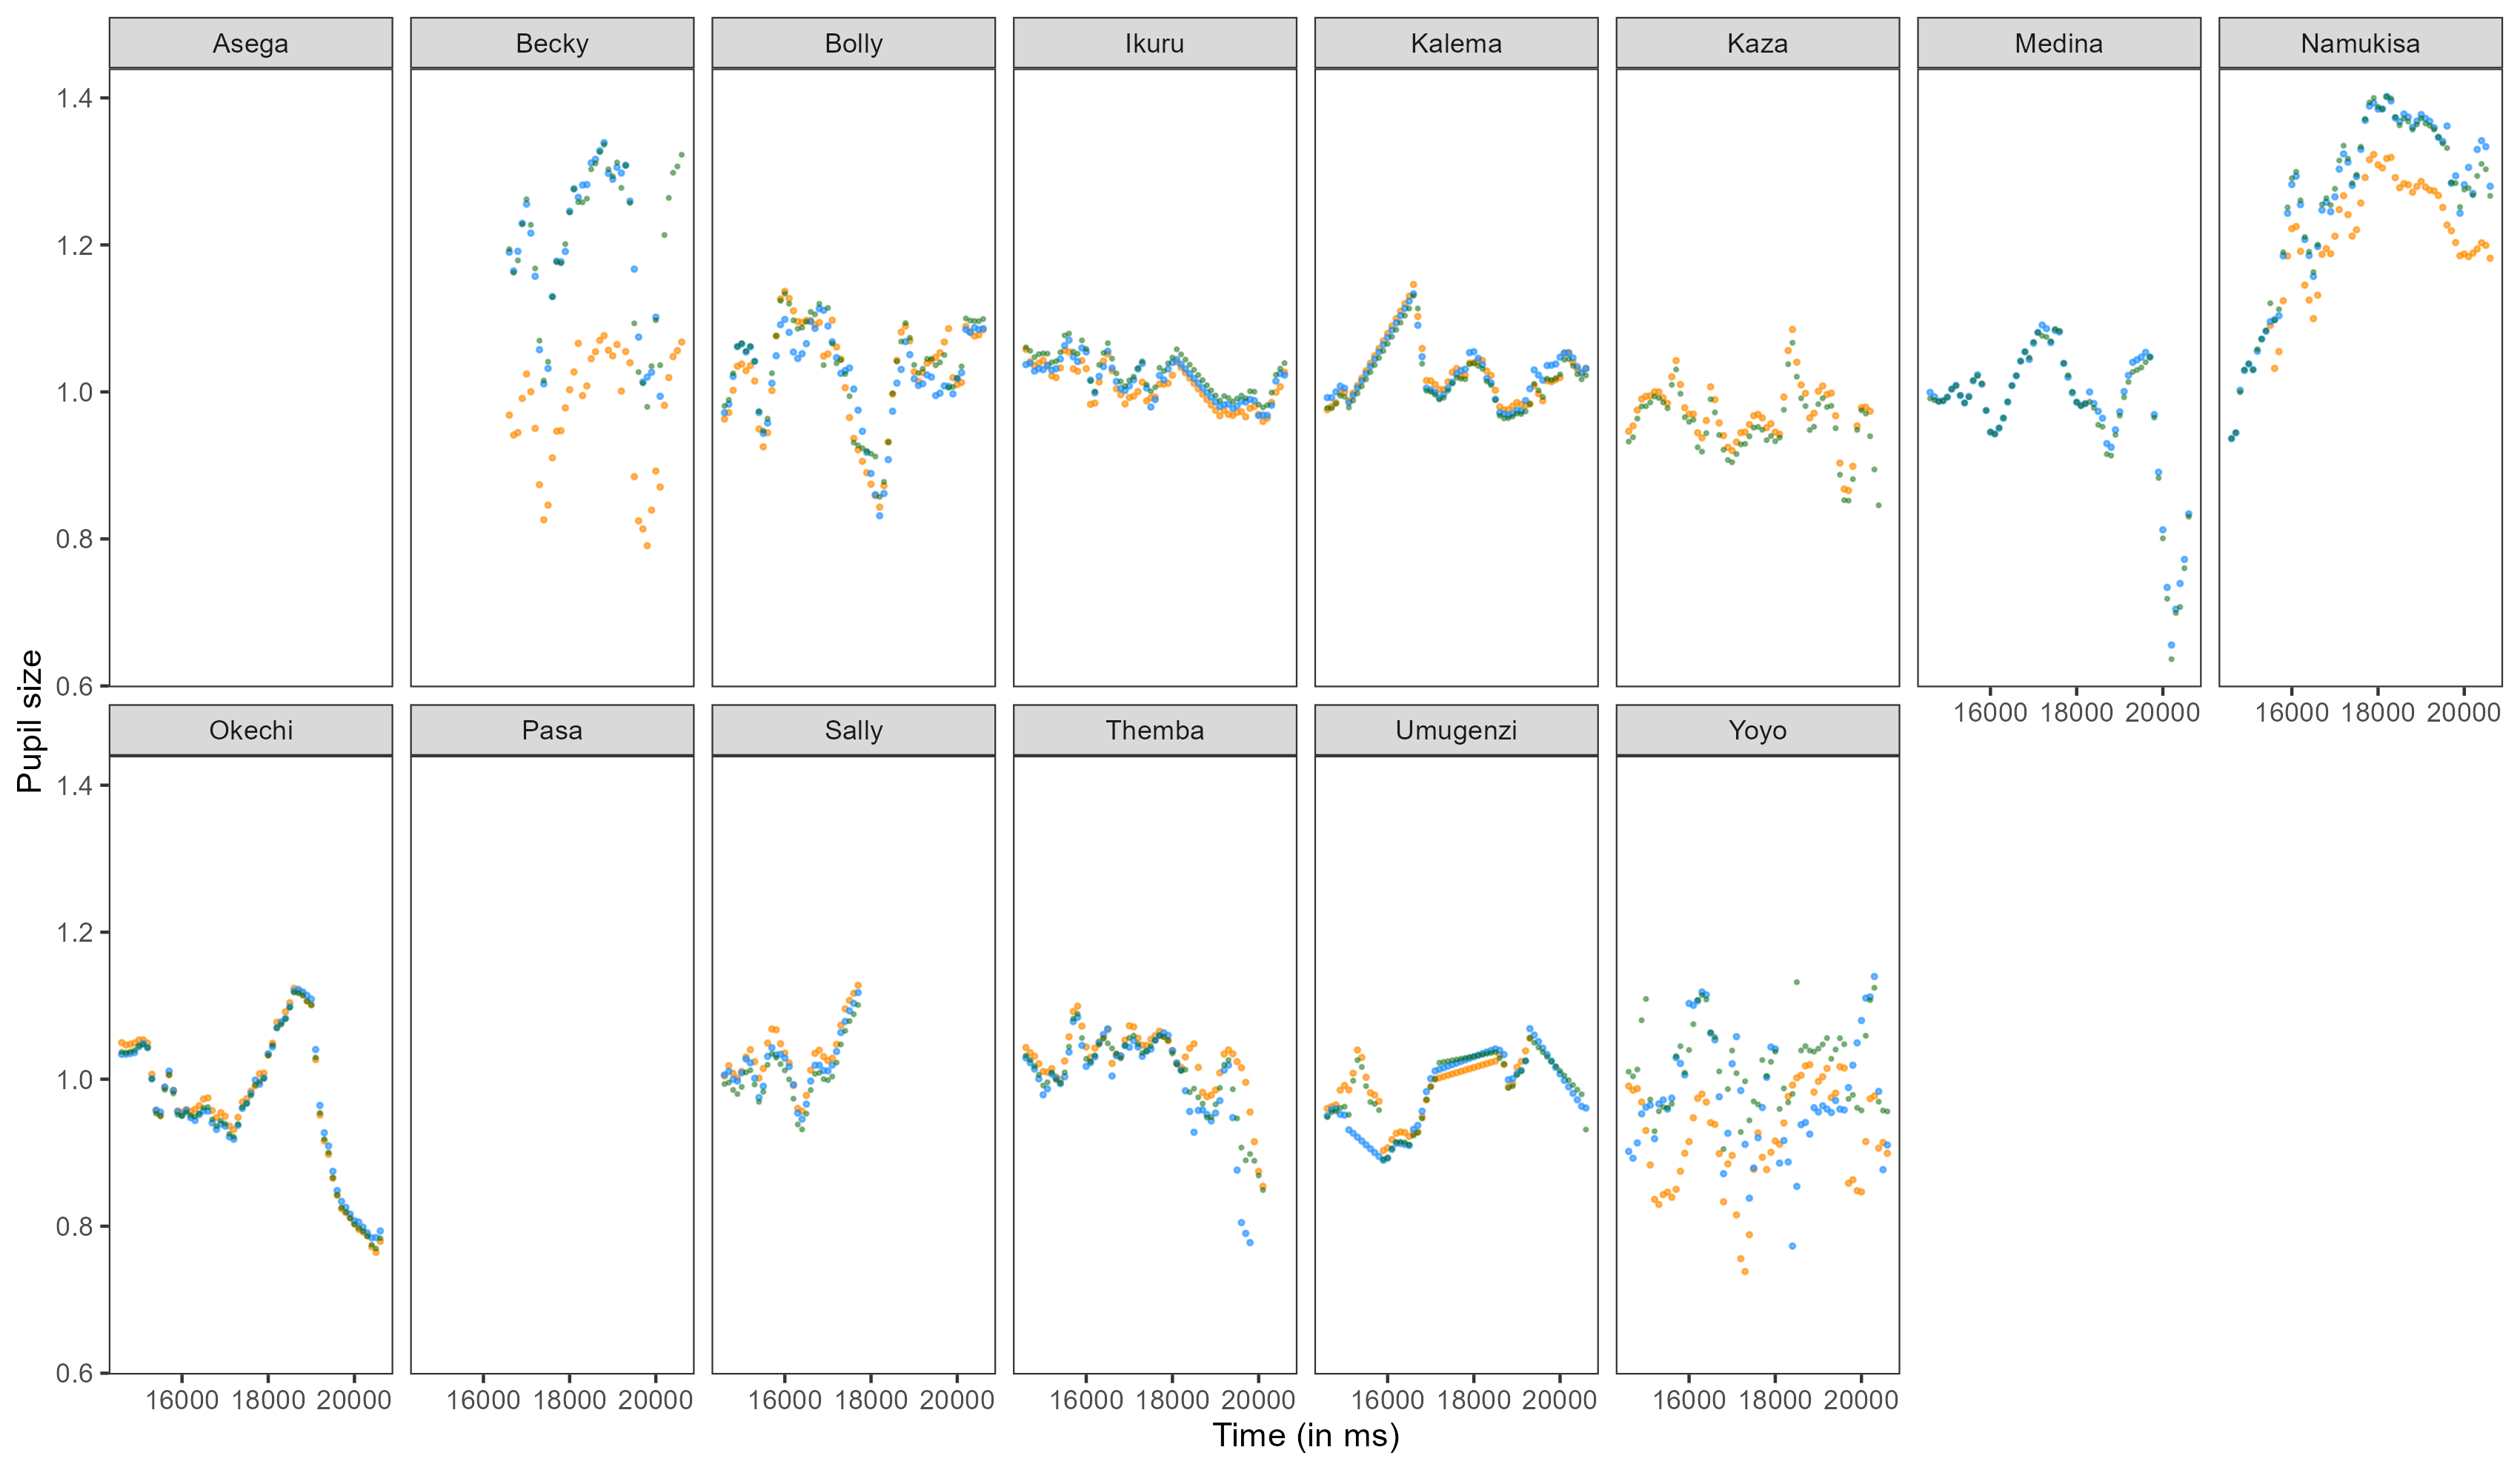 Asega Becky Bolly Ikuru Kalema Kaza Medina Namukisa
1.4
1.2
1.0
0.8
0.6
16000 18000 20000 16000 18000 20000
Pupil size
Okechi Pasa Sally Themba Umugenzi Yoyo
1.4
1.2
1.0
0.8
0.6
16000 18000 20000 16000 18000 20000 16000 18000 20000 16000 18000 20000 16000 18000 20000 16000 18000 20000
Time (in ms)